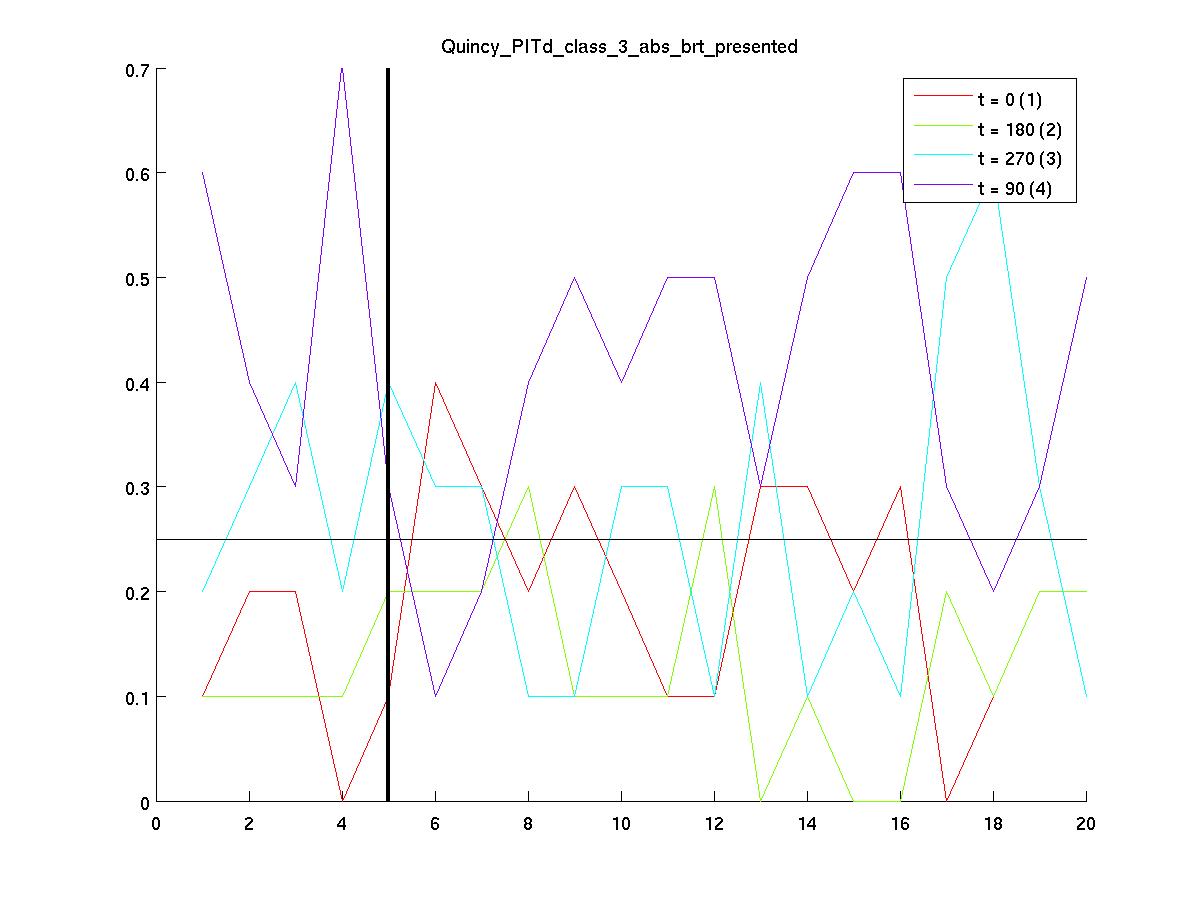 Quincy_PITd_class_3_abs_brt_presented
0.7
0.6
0.5
0.4
0.3
0.2
0.1
0
0 2 4 6 8 10 12 14 16 18 20
t = 0 (1)
t = 180 (2)
t = 270 (3)
t = 90 (4)